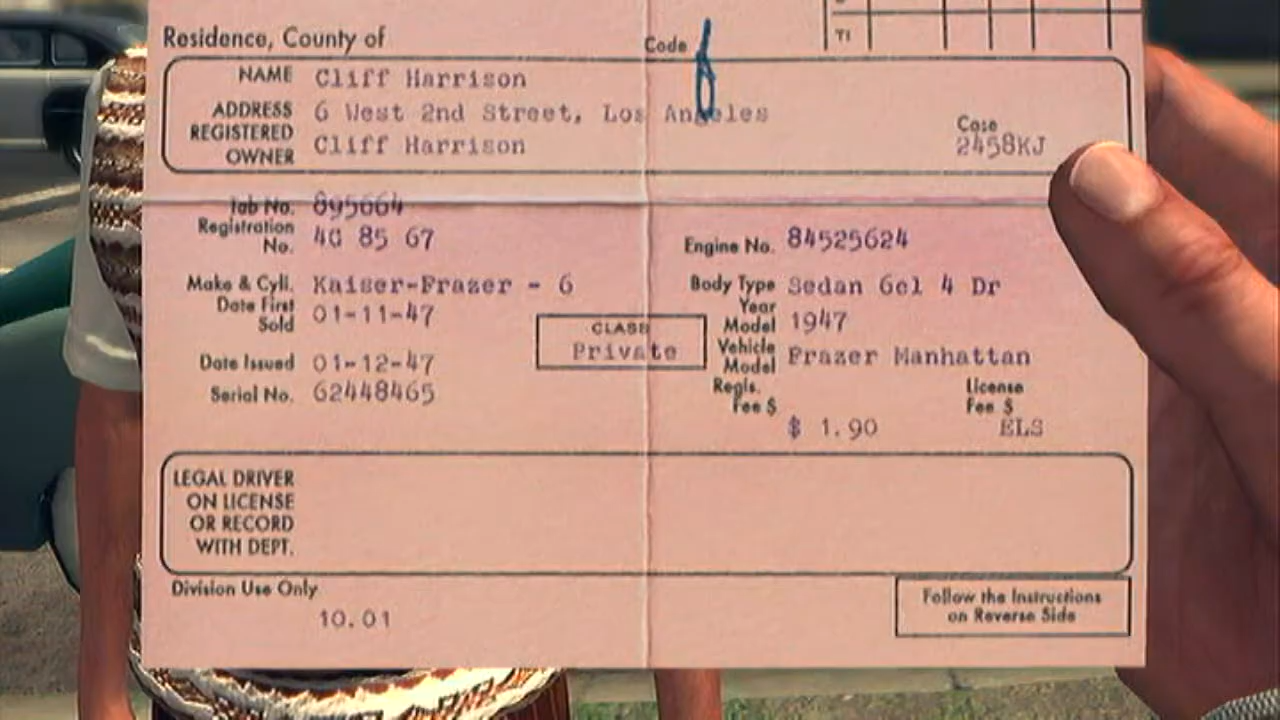 Residence, County of
Code
T1
NAME Cliff Harrison
ADDRESS 6 West 2nd Street, Los Angeles
REGISTERED OWNER Cliff Harrison
Case
2458KJ
Tab No. 895664
Registration No. 4G 85 67
Engine No. 84525624
Make & Cyli. Kaiser-Frazer - 6
Body Type Sedan 6cl 4 Dr
Date First Sold 01-11-47
Year Model 1947
CLASS
Private
Vehicle Model Frazer Manhattan
Date Issued 01-12-47
Serial No. 62448465
Regis. Fee $
$ 1.90
License Fee $
ELS
LEGAL DRIVER
ON LICENSE
OR RECORD
WITH DEPT.
Division Use Only
10.01
Follow the Instructions
on Reverse Side